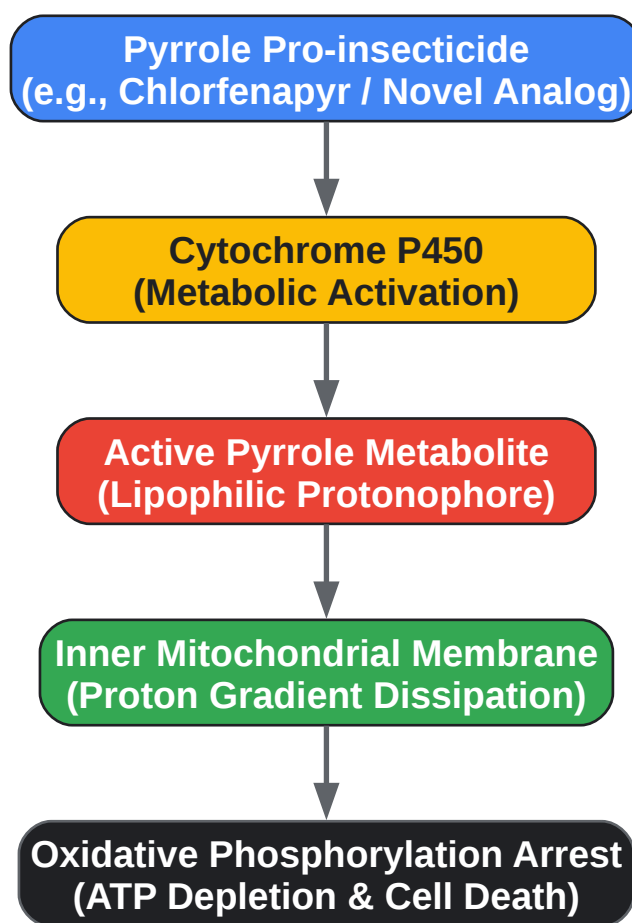 Pyrrole Pro-insecticide
(e.g., Chlorfenapyr / Novel Analog)
Cytochrome P450
(Metabolic Activation)
Active Pyrrole Metabolite
(Lipophilic Protonophore)
Inner Mitochondrial Membrane
(Proton Gradient Dissipation)
Oxidative Phosphorylation Arrest
(ATP Depletion & Cell Death)